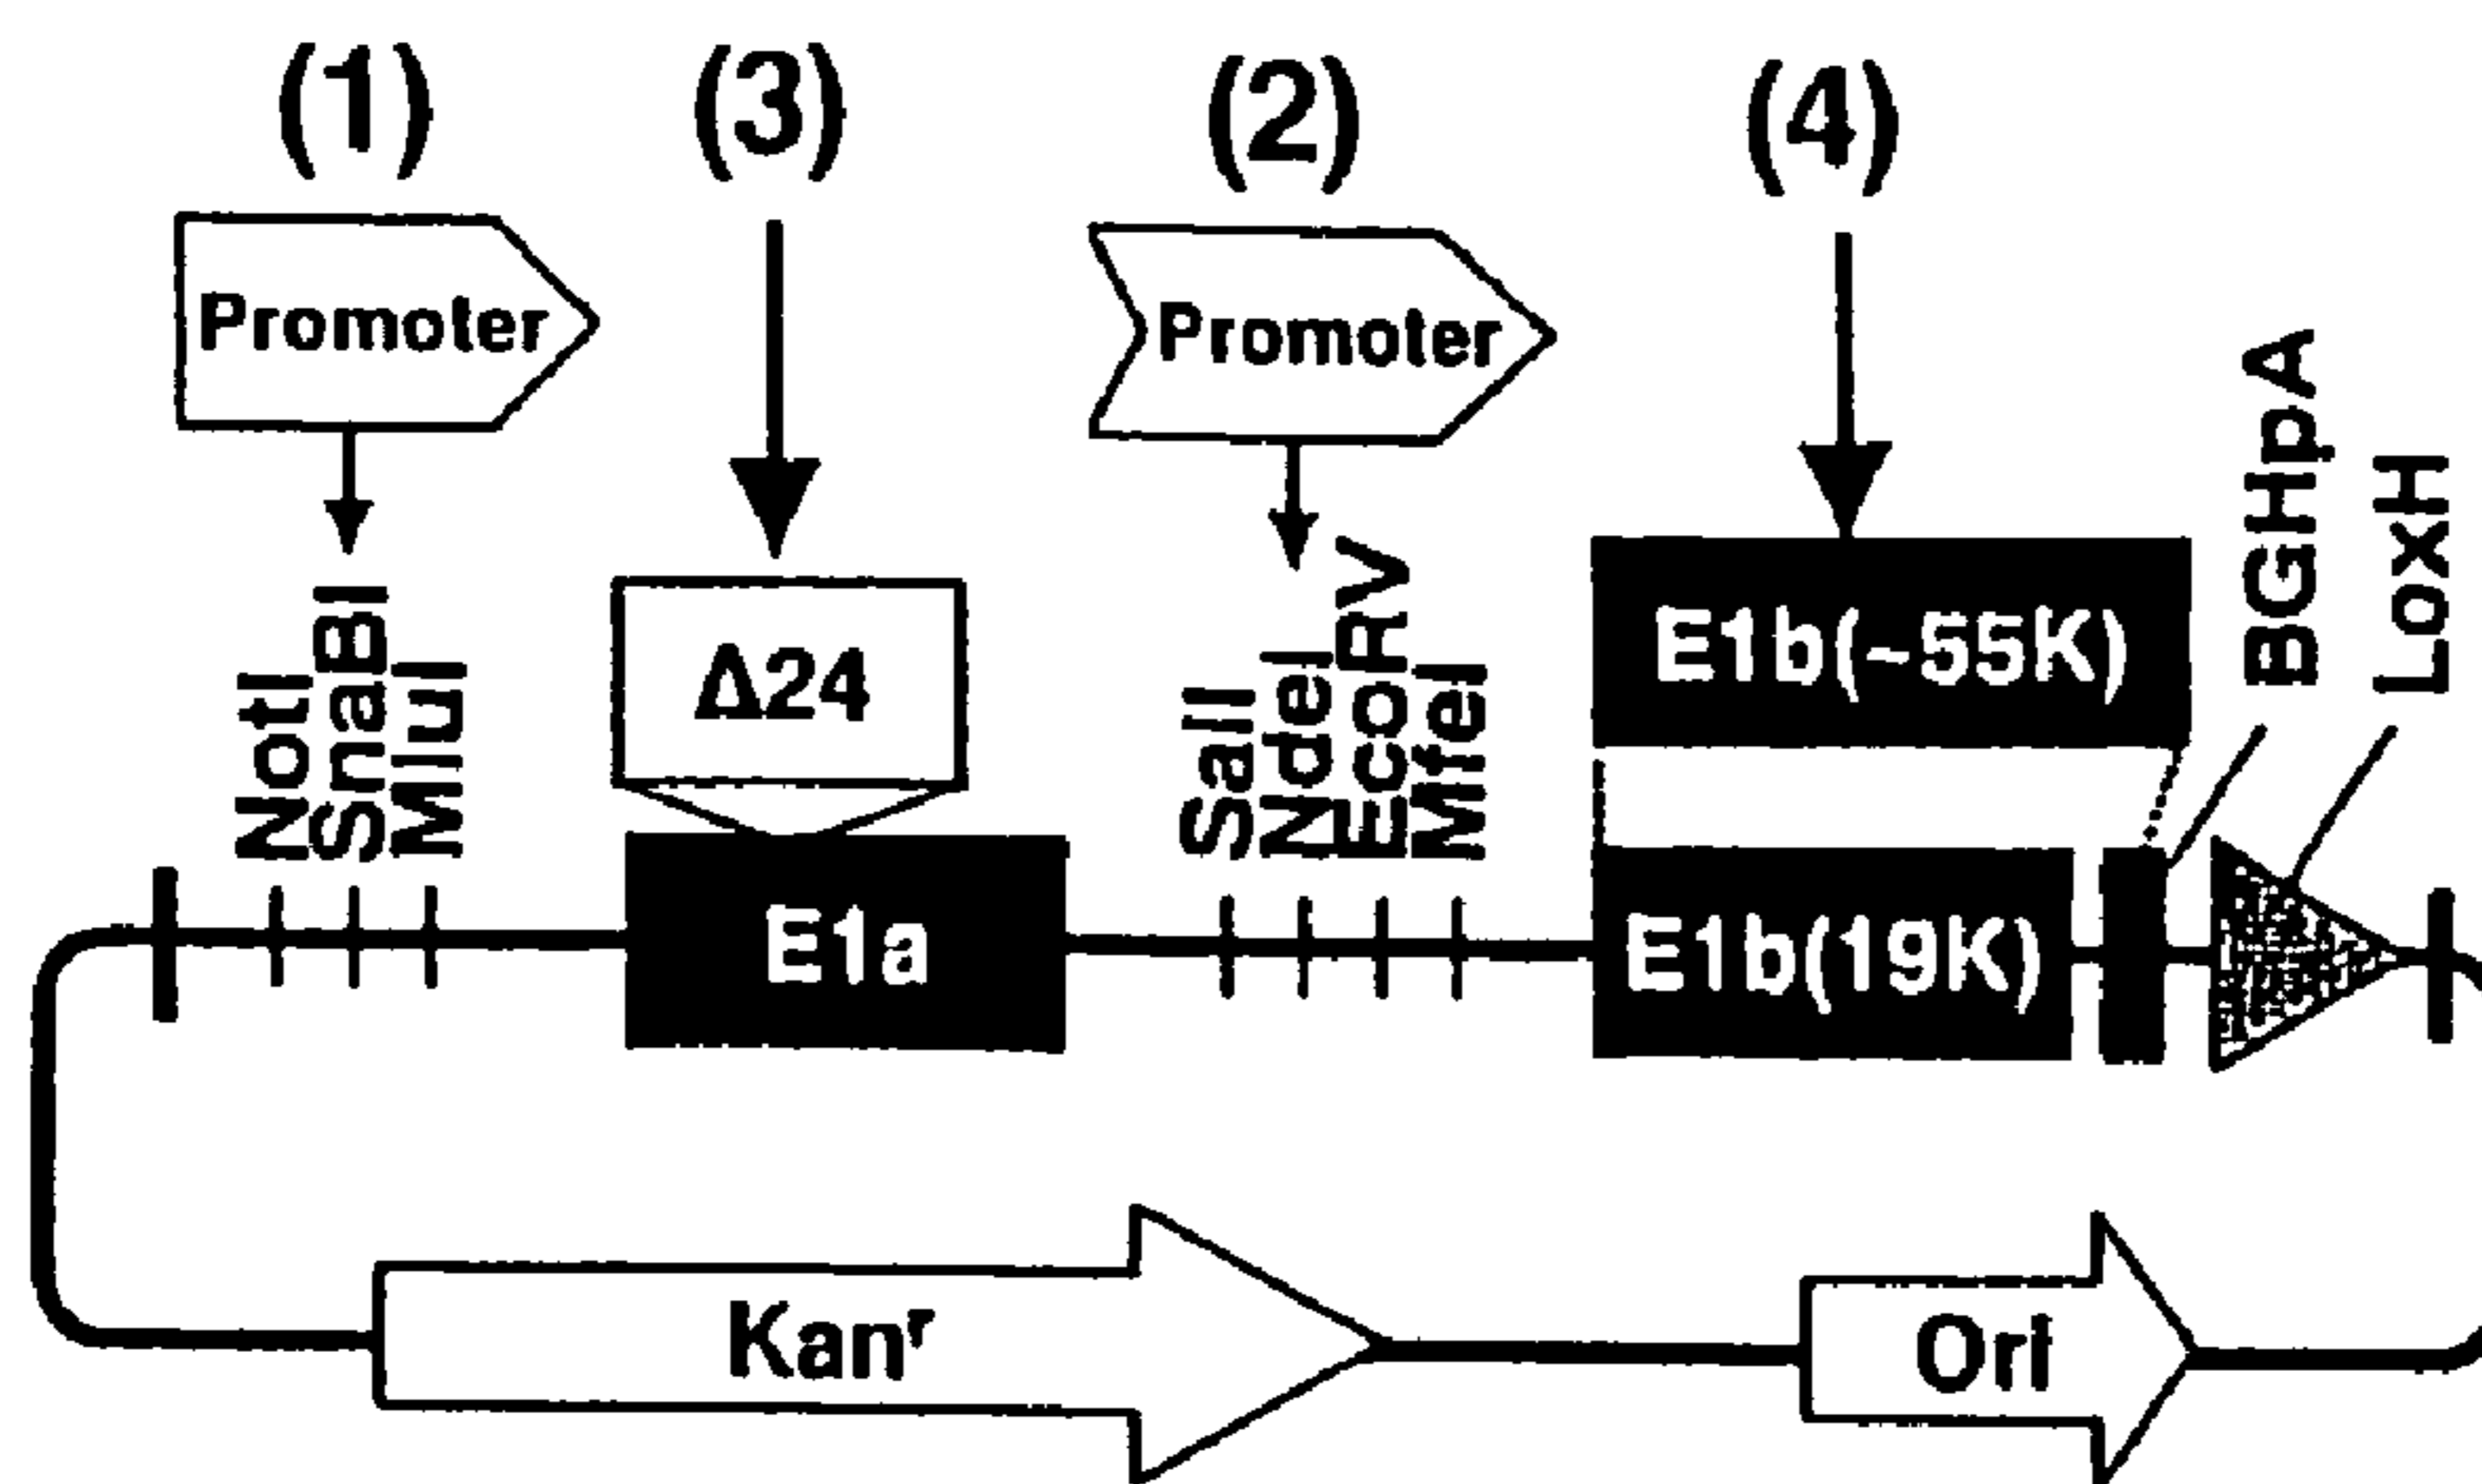 (1) (3) (2) (4)
Promoter
Promoter
NotI
SnaBI
MluI
Δ24
SalI
NdeI
EcoRV
MfeI
E1b(~55K)
BGHpA
LoxH
E1a
E1b(19K)
Kanʳ
Ori